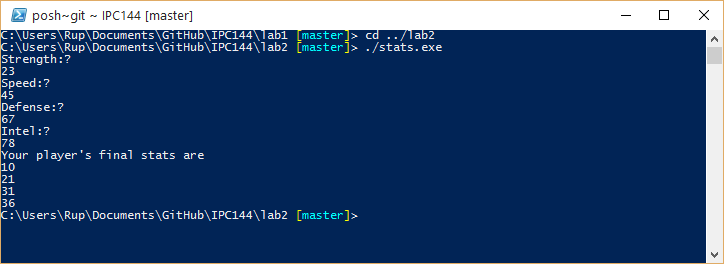 posh~git ~ IPC144 [master]
C:\Users\Rup\Documents\GitHub\IPC144\lab1 [master]> cd ../lab2
C:\Users\Rup\Documents\GitHub\IPC144\lab2 [master]> ./stats.exe
Strength:?
23
Speed:?
45
Defense:?
67
Intel:?
78
Your player's final stats are
10
21
31
36
C:\Users\Rup\Documents\GitHub\IPC144\lab2 [master]>